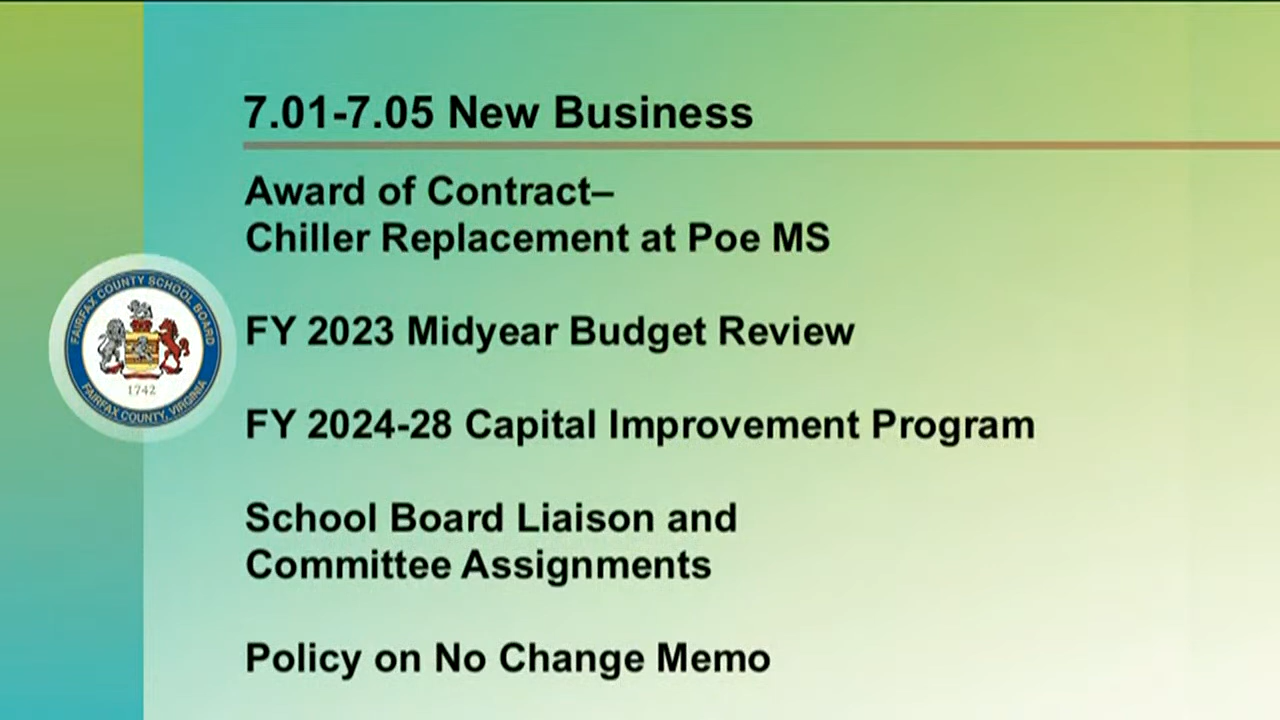 7.01-7.05 New Business
Award of Contract–
Chiller Replacement at Poe MS
FAIRFAX COUNTY SCHOOL BOARD
1742
FAIRFAX COUNTY, VIRGINIA
FY 2023 Midyear Budget Review
FY 2024-28 Capital Improvement Program
School Board Liaison and
Committee Assignments
Policy on No Change Memo